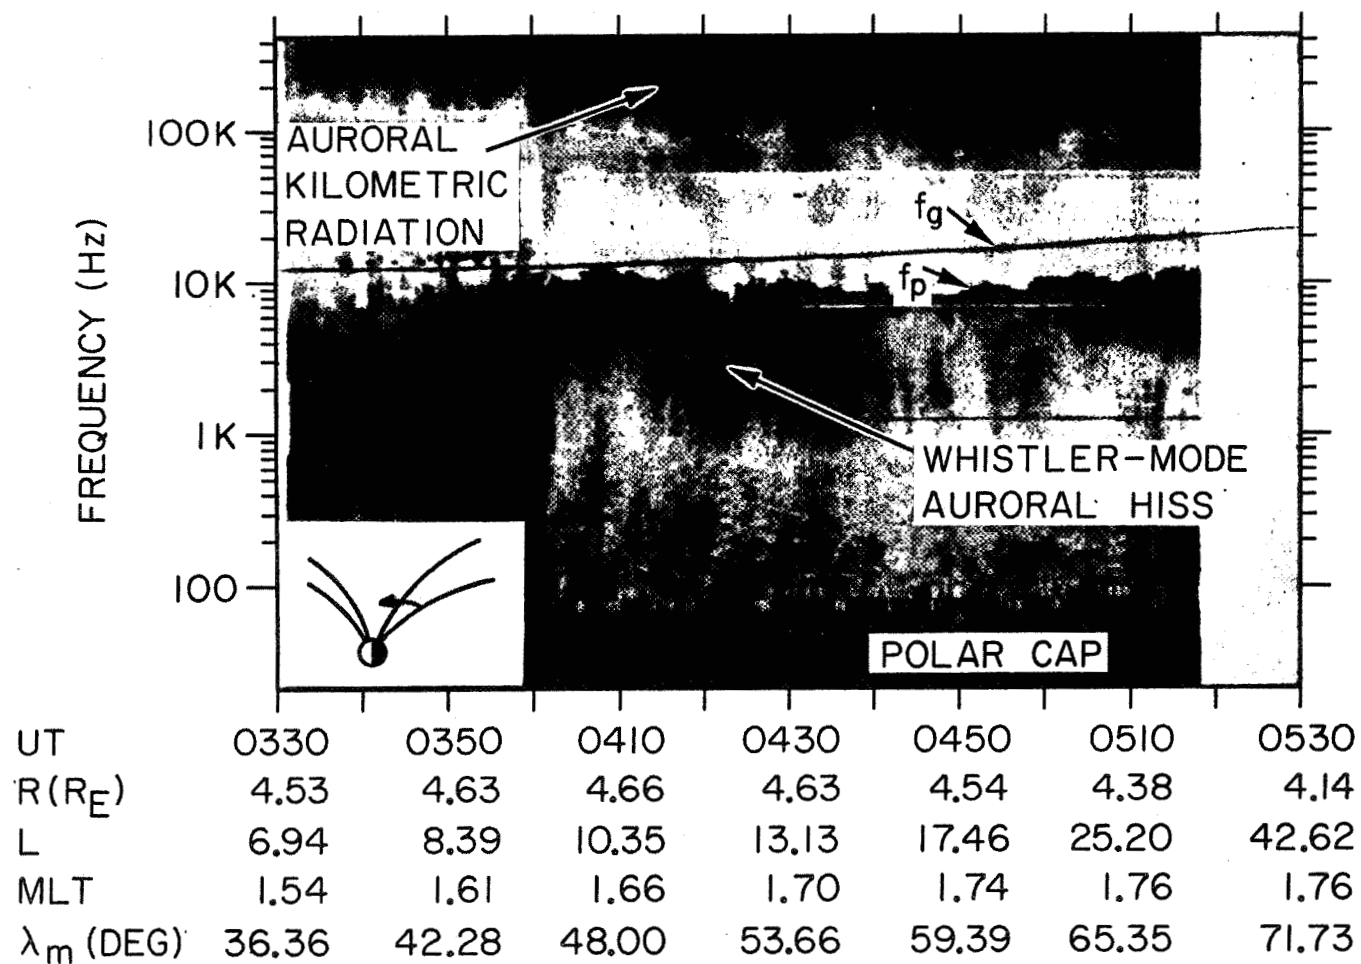 100K
10K
1K
100
FREQUENCY (Hz)
AURORAL
KILOMETRIC
RADIATION
fg
fp
WHISTLER-MODE
AURORAL HISS
POLAR CAP
UT 0330 0350 0410 0430 0450 0510 0530
R(RE) 4.53 4.63 4.66 4.63 4.54 4.38 4.14
L 6.94 8.39 10.35 13.13 17.46 25.20 42.62
MLT 1.54 1.61 1.66 1.70 1.74 1.76 1.76
λm (DEG) 36.36 42.28 48.00 53.66 59.39 65.35 71.73